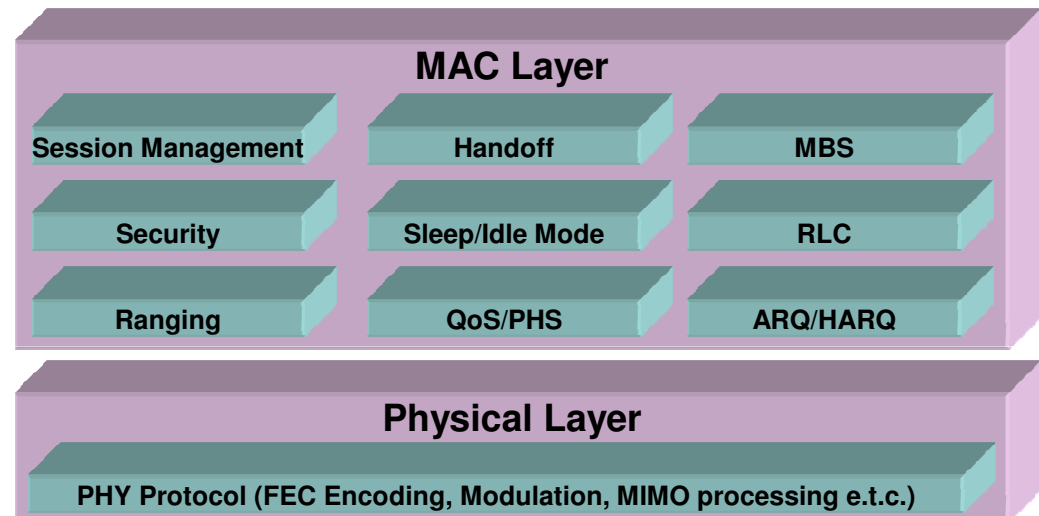 MAC Layer
Session Management
Handoff
MBS
Security
Sleep/Idle Mode
RLC
Ranging
QoS/PHS
ARQ/HARQ
Physical Layer
PHY Protocol (FEC Encoding, Modulation, MIMO processing e.t.c.)